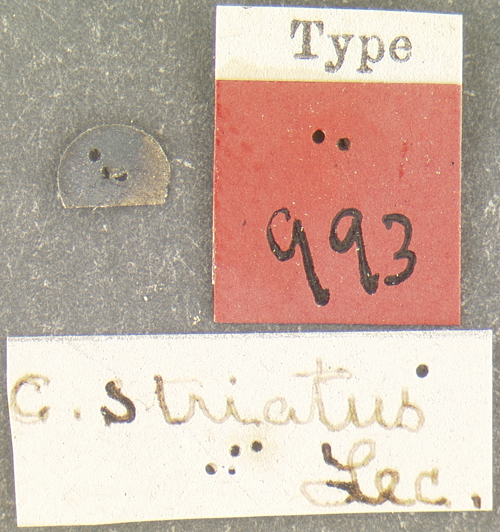 Type
993
C. striatus
Lec.